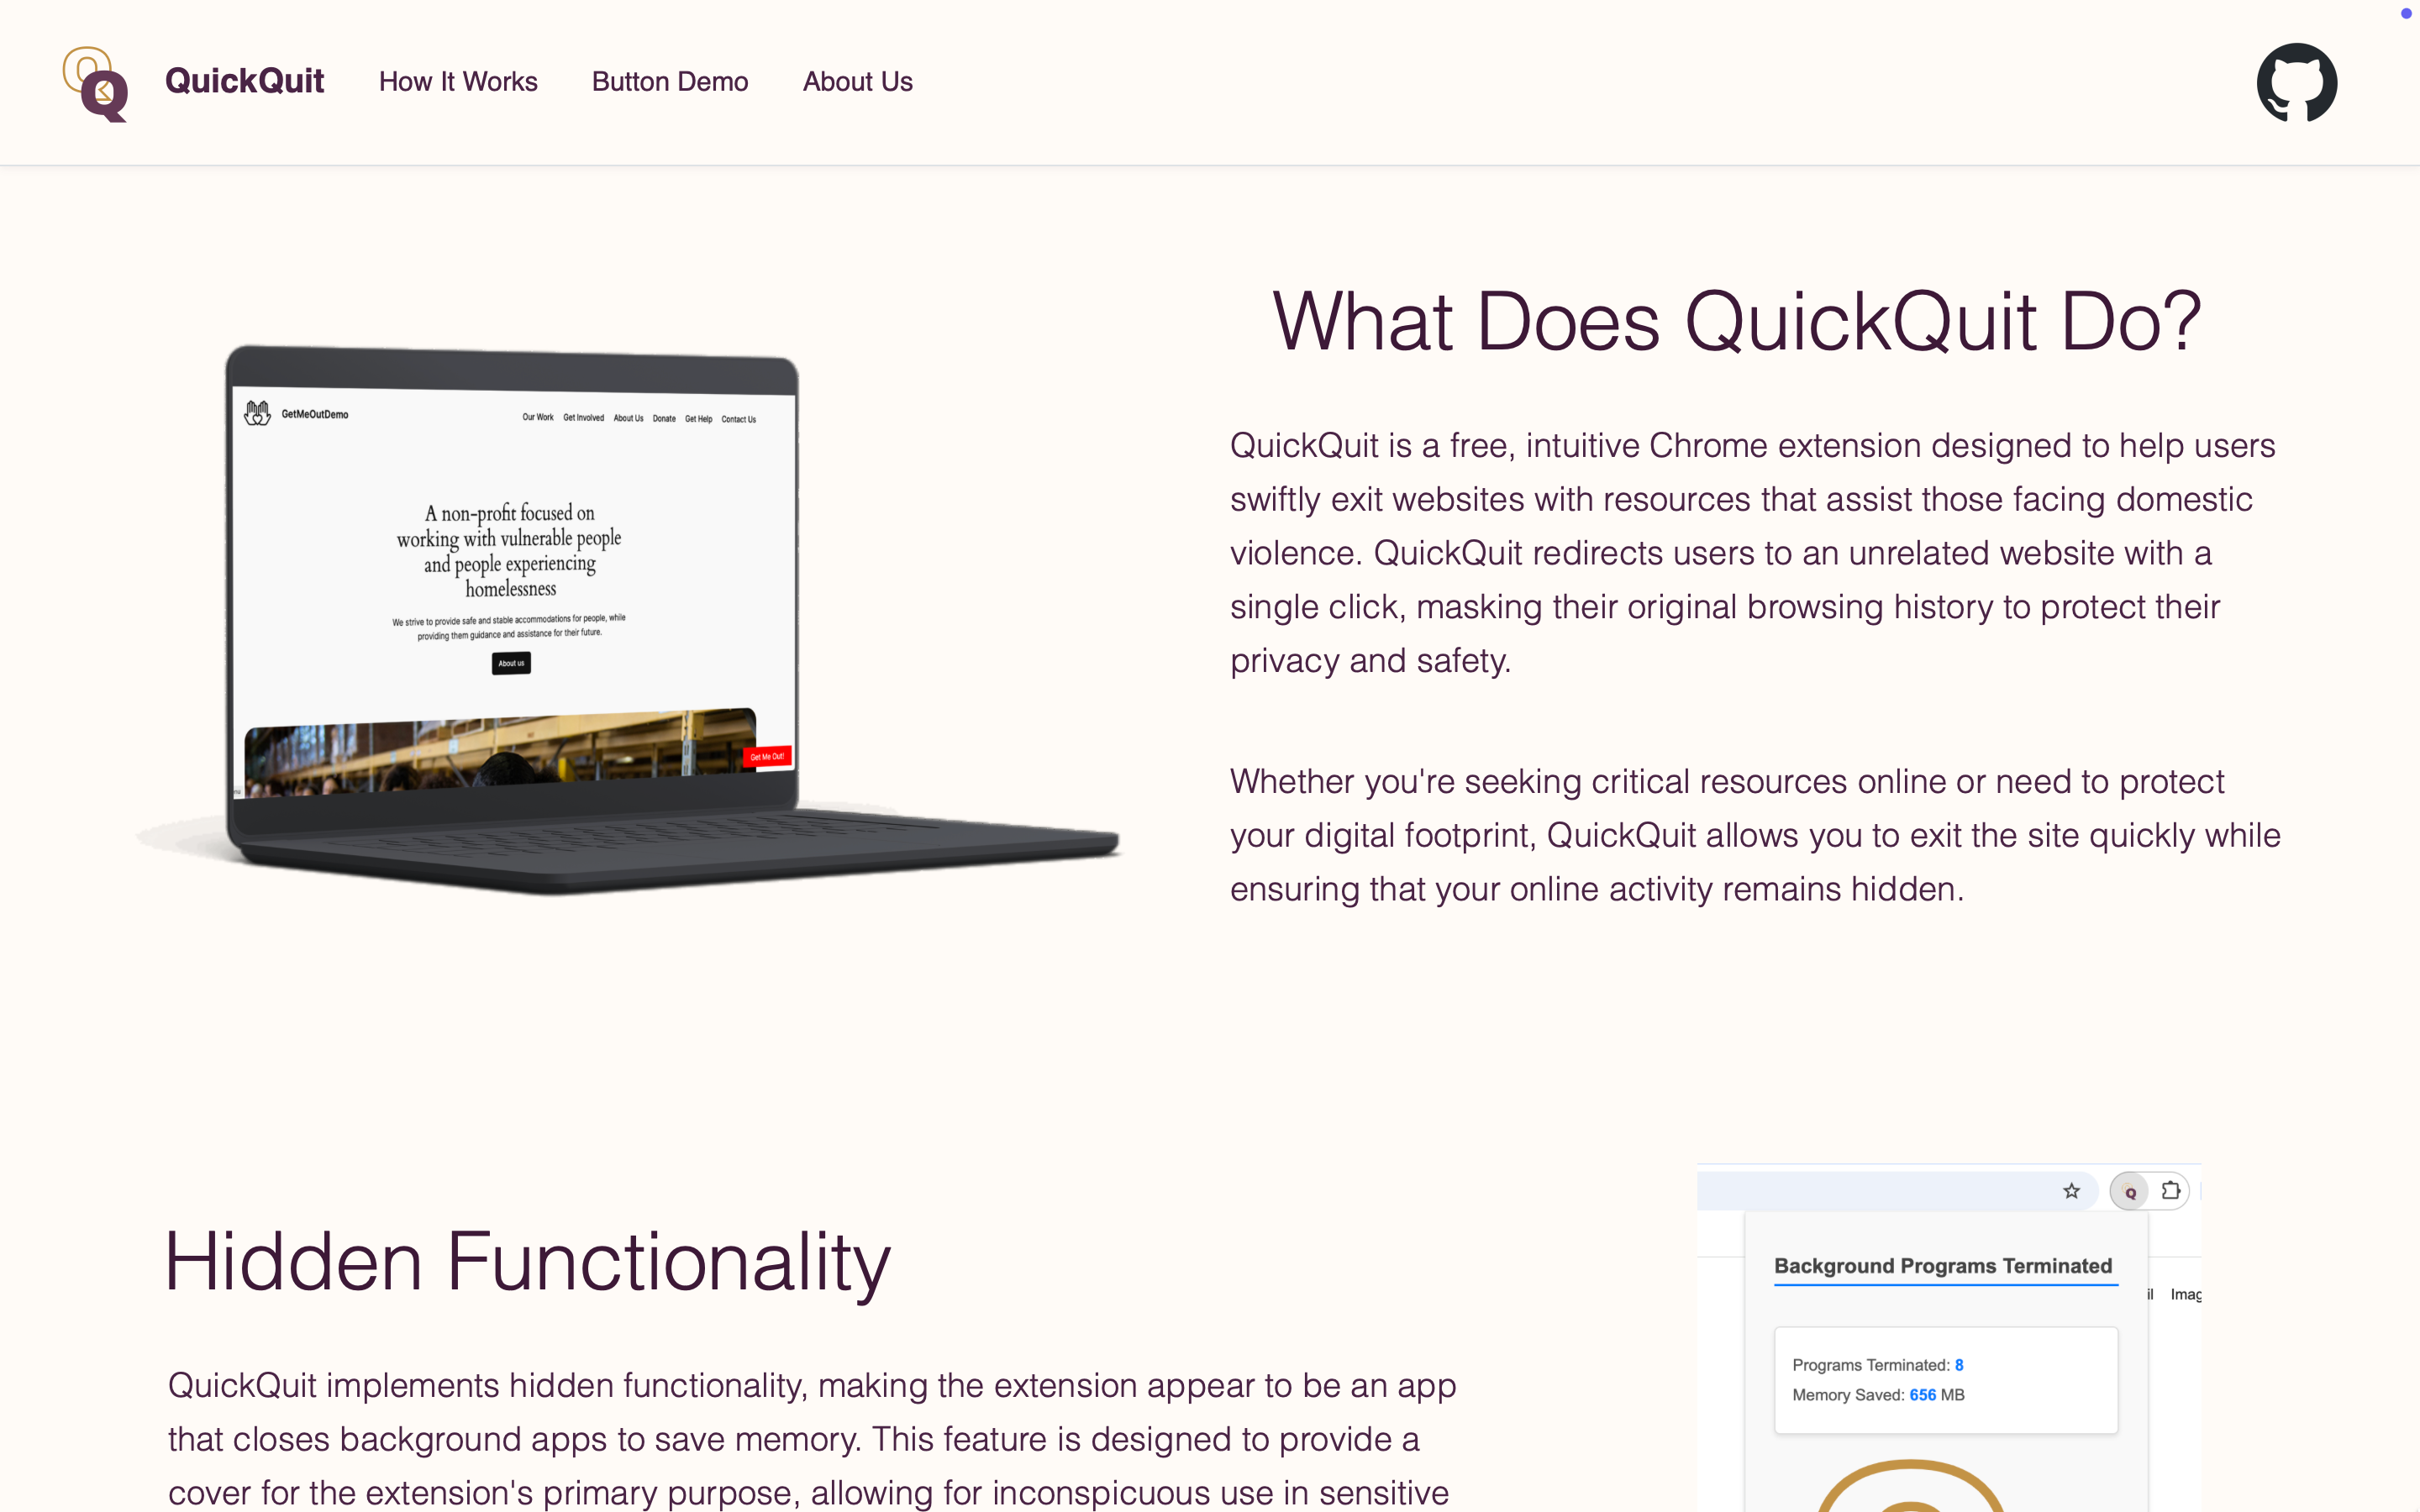 QuickQuit
How It Works
Button Demo
About Us
What Does QuickQuit Do?
QuickQuit is a free, intuitive Chrome extension designed to help users
swiftly exit websites with resources that assist those facing domestic
violence. QuickQuit redirects users to an unrelated website with a
single click, masking their original browsing history to protect their
privacy and safety.
Whether you're seeking critical resources online or need to protect
your digital footprint, QuickQuit allows you to exit the site quickly while
ensuring that your online activity remains hidden.
GetMeOutDemo
Our Work Get Involved About Us Donate Get Help Contact Us
A non-profit focused on
working with vulnerable people
and people experiencing
homelessness
We strive to provide safe and stable accommodations for people, while
providing them guidance and assistance for their future.
About us
Get Me Out!
Hidden Functionality
QuickQuit implements hidden functionality, making the extension appear to be an app
that closes background apps to save memory. This feature is designed to provide a
cover for the extension's primary purpose, allowing for inconspicuous use in sensitive
Background Programs Terminated
il Imag
Programs Terminated: 8
Memory Saved: 656 MB